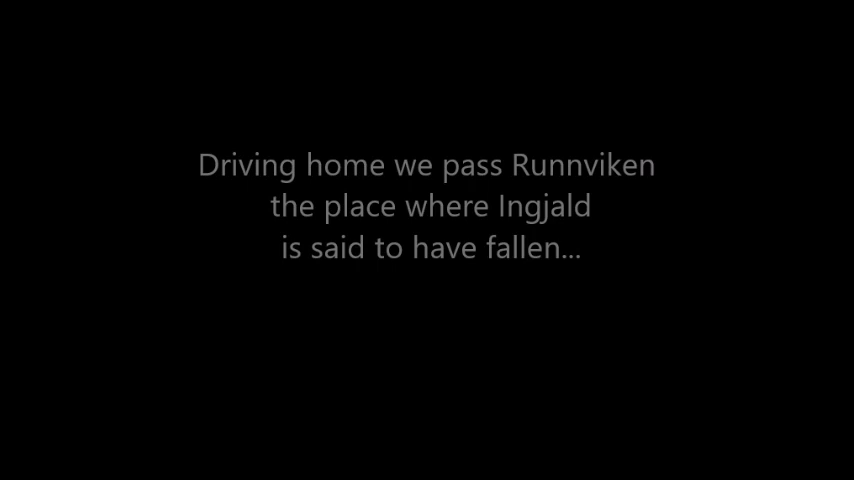 Driving home we pass Runnviken
the place where Ingjald
is said to have fallen...